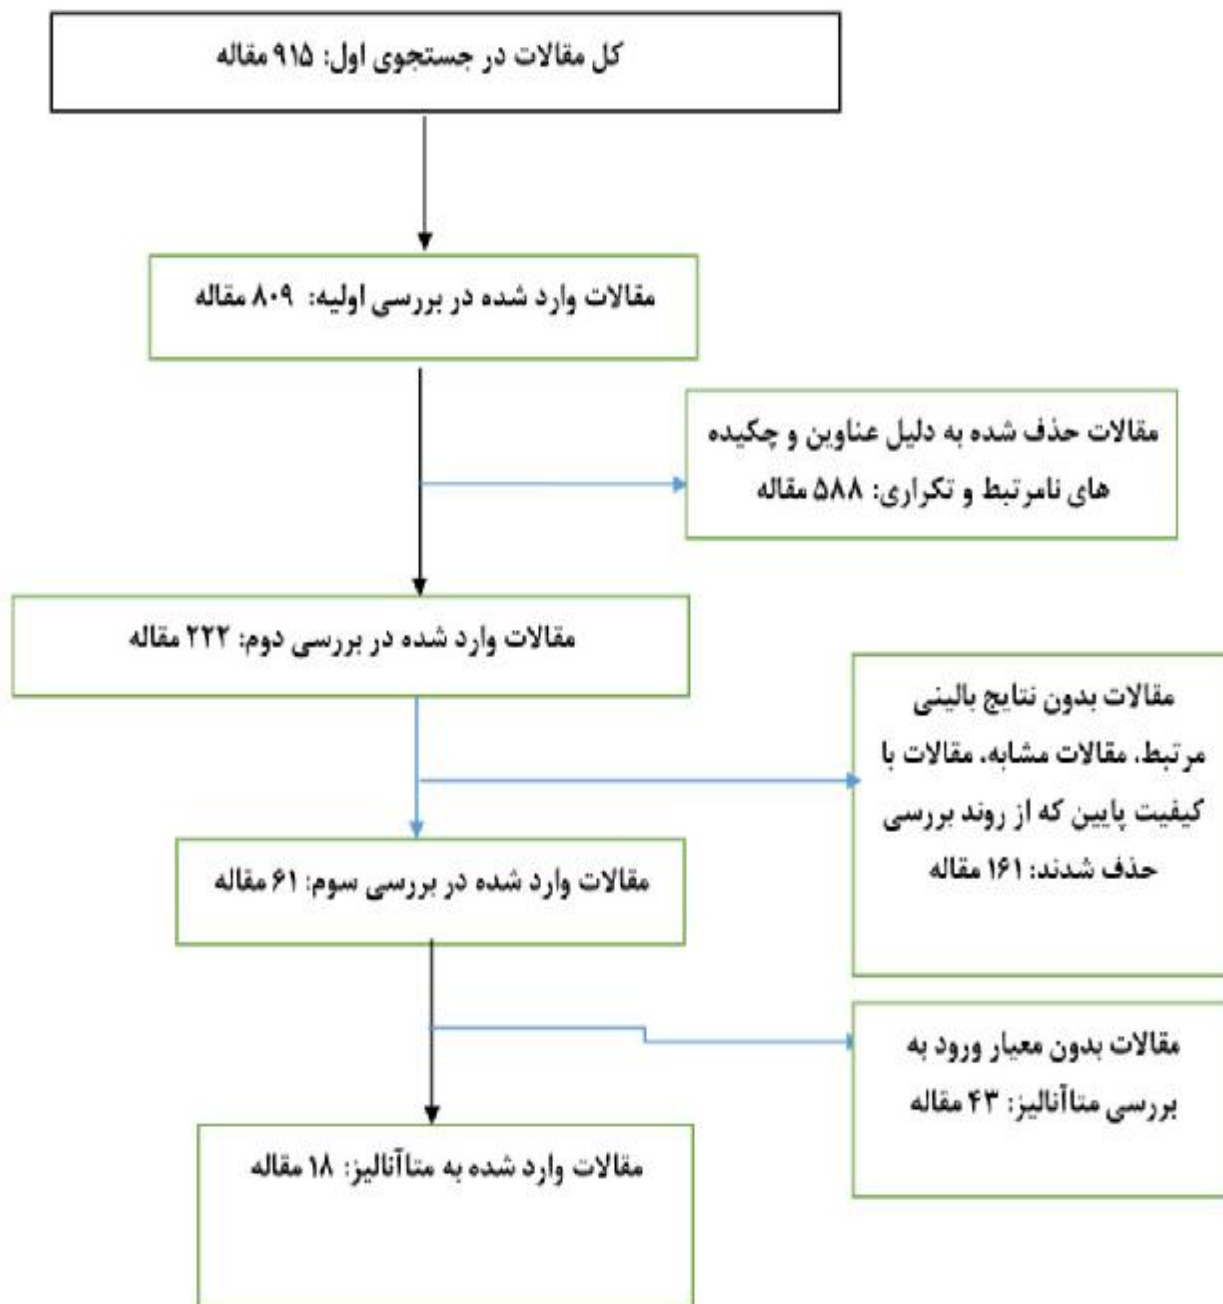 کل مقالات در جستجوی اول: ۹۱۵ مقاله
مقالات وارد شده در بررسی اولیه: ۸۰۹ مقاله
مقالات حذف شده به دلیل عناوین و چکیده
های نامرتبط و تکراری: ۵۸۸ مقاله
مقالات وارد شده در بررسی دوم: ۲۲۲ مقاله
مقالات بدون نتایج بالینی
مرتبط، مقالات مشابه، مقالات با
کیفیت پایین که از روند بررسی
حذف شدند: ۱۶۱ مقاله
مقالات وارد شده در بررسی سوم: ۶۱ مقاله
مقالات بدون معیار ورود به
بررسی متاآنالیز: ۴۳ مقاله
مقالات وارد شده به متاآنالیز: ۱۸ مقاله